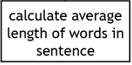 calculate average
length of words in
sentence